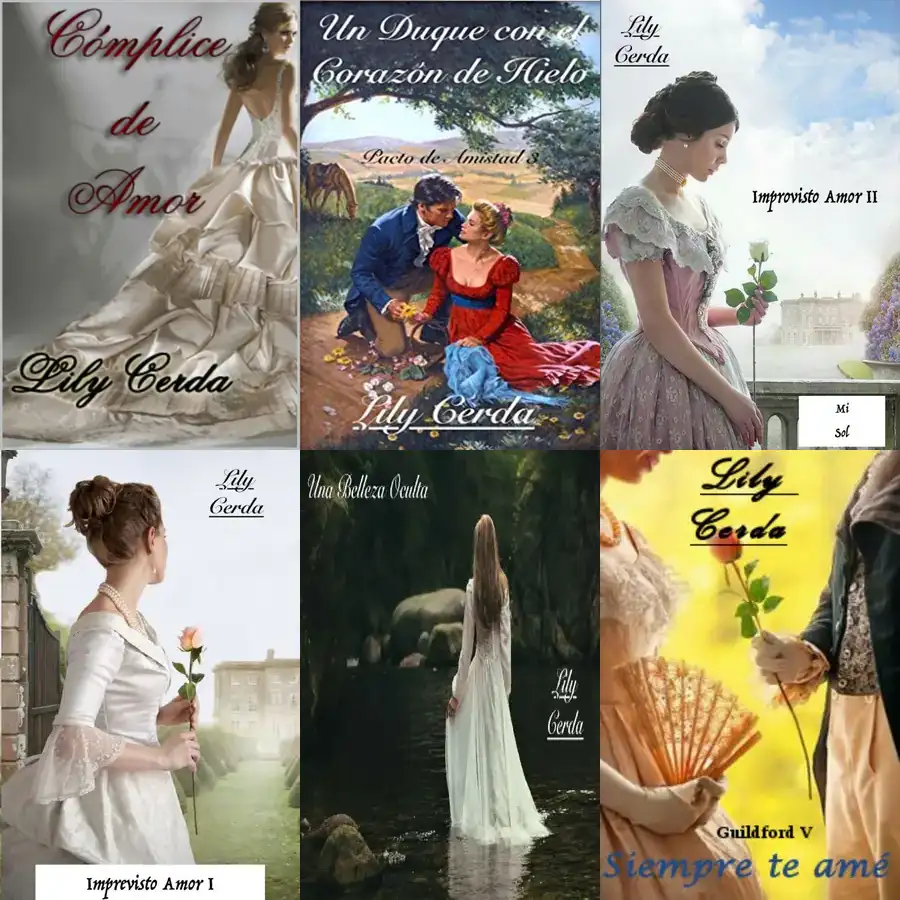 Cómplice
de
Amor
Lily Cerda
Un Duque con el
Corazón de Hielo
Pacto de Amistad 3
Lily Cerda
Lily
Cerda
Improvisto Amor II
Mi
Sol
Lily
Cerda
Imprevisto Amor I
Una Belleza Oculta
Lily
Cerda
Lily
Cerda
Guildford V
Siempre te amé